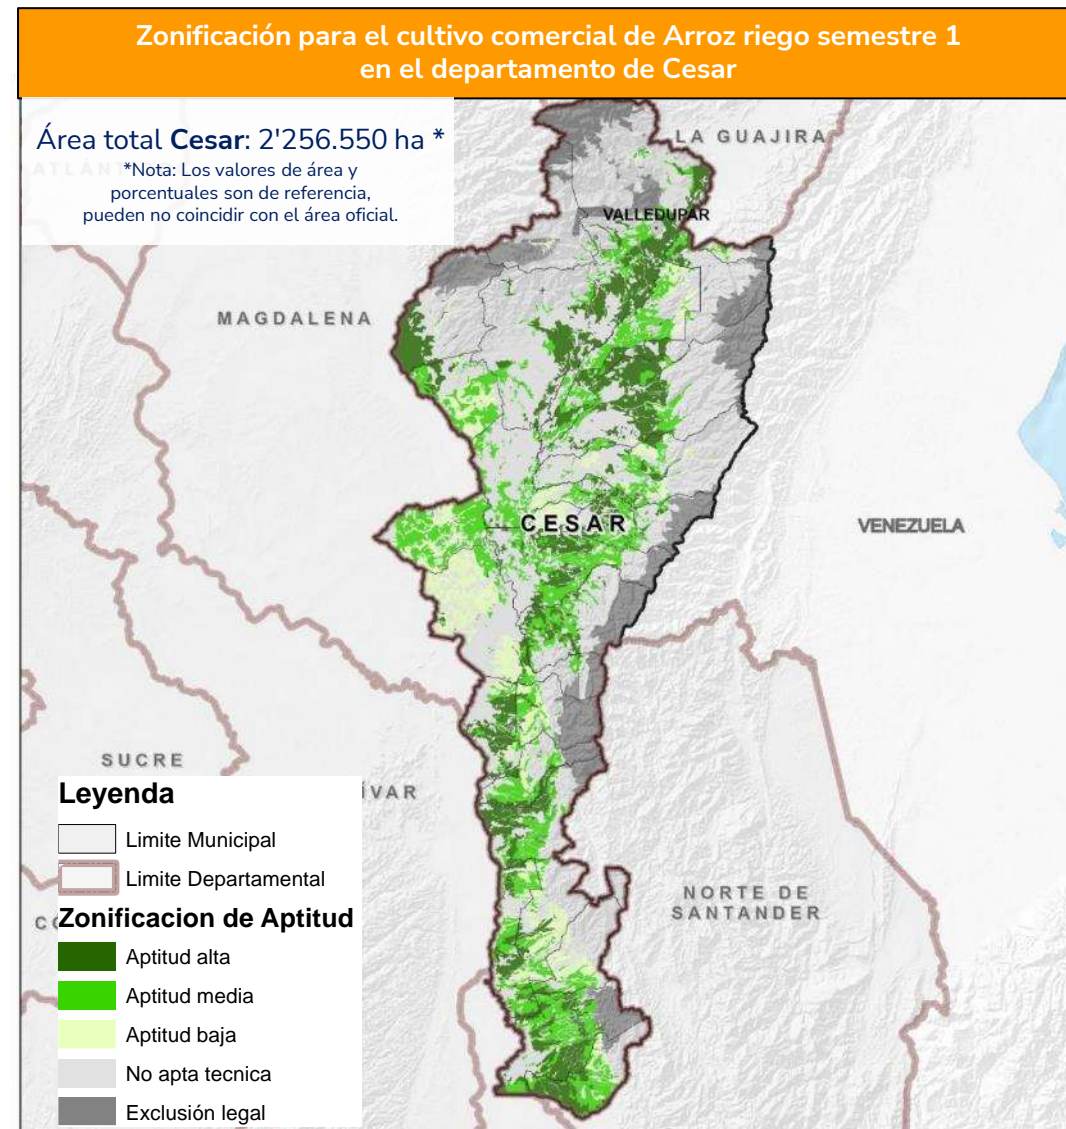 Zonificación para el cultivo comercial de Arroz riego semestre 1
en el departamento de Cesar
Área total Cesar: 2'256.550 ha *
*Nota: Los valores de área y
porcentuales son de referencia,
pueden no coincidir con el área oficial.
LA GUAJIRA
VALLEDUPAR
MAGDALENA
CESAR
VENEZUELA
SUCRE
ÍVAR
NORTE DE
SANTANDER
Leyenda
Limite Municipal
Limite Departamental
Zonificacion de Aptitud
Aptitud alta
Aptitud media
Aptitud baja
No apta tecnica
Exclusión legal